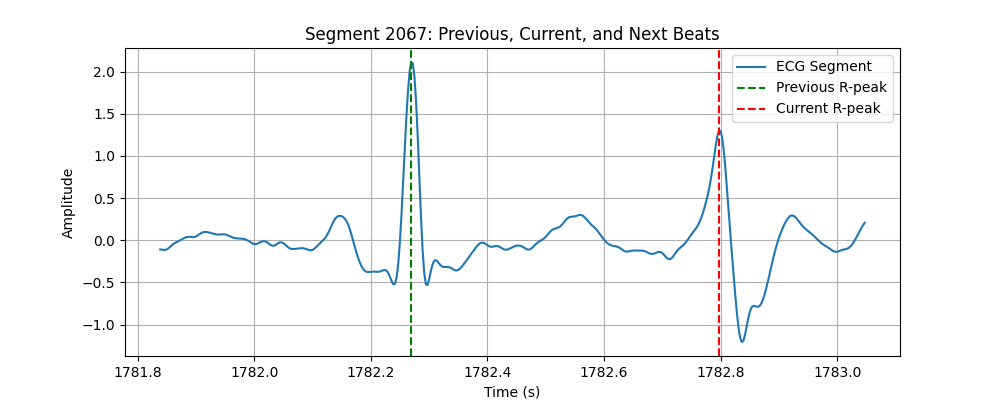 Segment 2067: Previous, Current, and Next Beats
ECG Segment
Previous R-peak
Current R-peak
Amplitude
2.0
1.5
1.0
0.5
0.0
−0.5
−1.0
1781.8 1782.0 1782.2 1782.4 1782.6 1782.8 1783.0
Time (s)